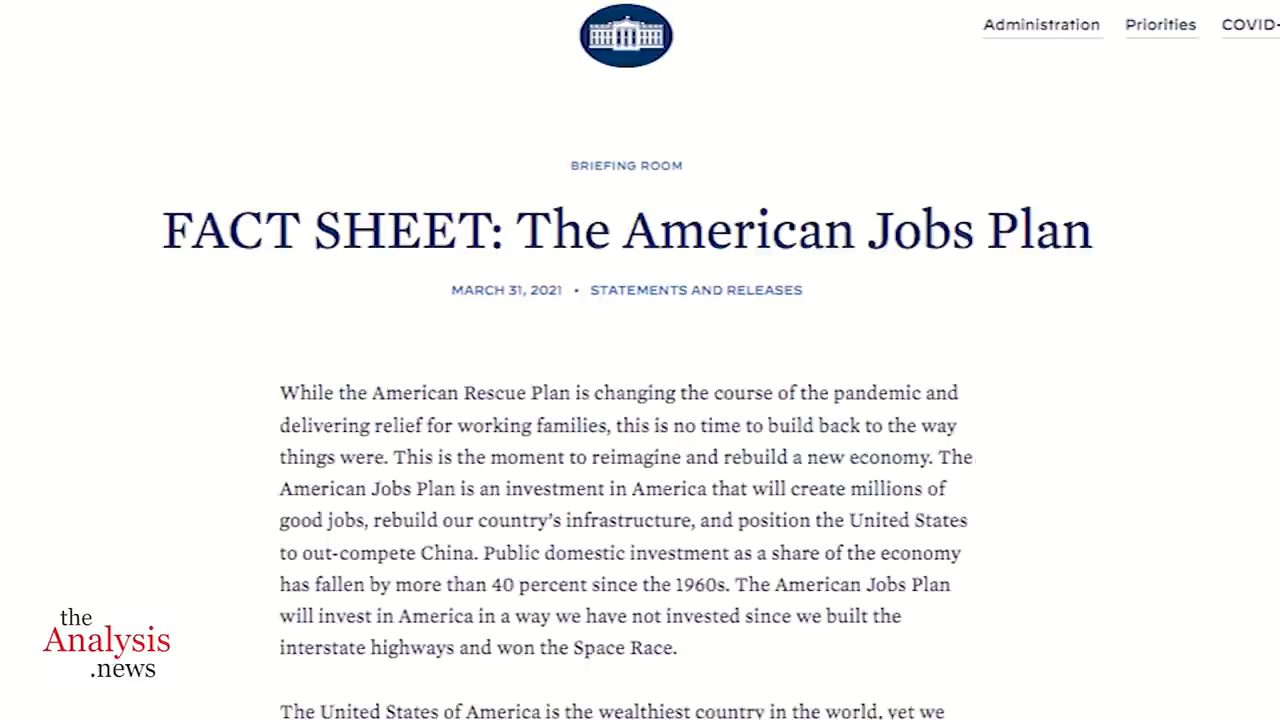 Administration Priorities COVID-
BRIEFING ROOM
FACT SHEET: The American Jobs Plan
MARCH 31, 2021 • STATEMENTS AND RELEASES
While the American Rescue Plan is changing the course of the pandemic and
delivering relief for working families, this is no time to build back to the way
things were. This is the moment to reimagine and rebuild a new economy. The
American Jobs Plan is an investment in America that will create millions of
good jobs, rebuild our country’s infrastructure, and position the United States
to out-compete China. Public domestic investment as a share of the economy
has fallen by more than 40 percent since the 1960s. The American Jobs Plan
will invest in America in a way we have not invested since we built the
interstate highways and won the Space Race.
The United States of America is the wealthiest country in the world, yet we
the
Analysis
.news